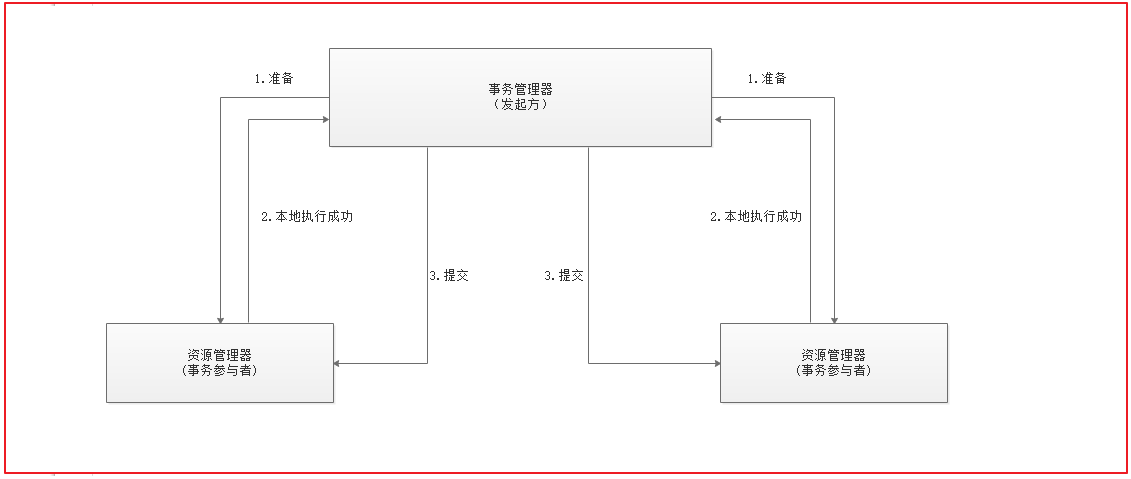 1.准备
事务管理器
（发起方）
1.准备
2.本地执行成功
2.本地执行成功
3.提交
3.提交
资源管理器
(事务参与者)
资源管理器
(事务参与者)